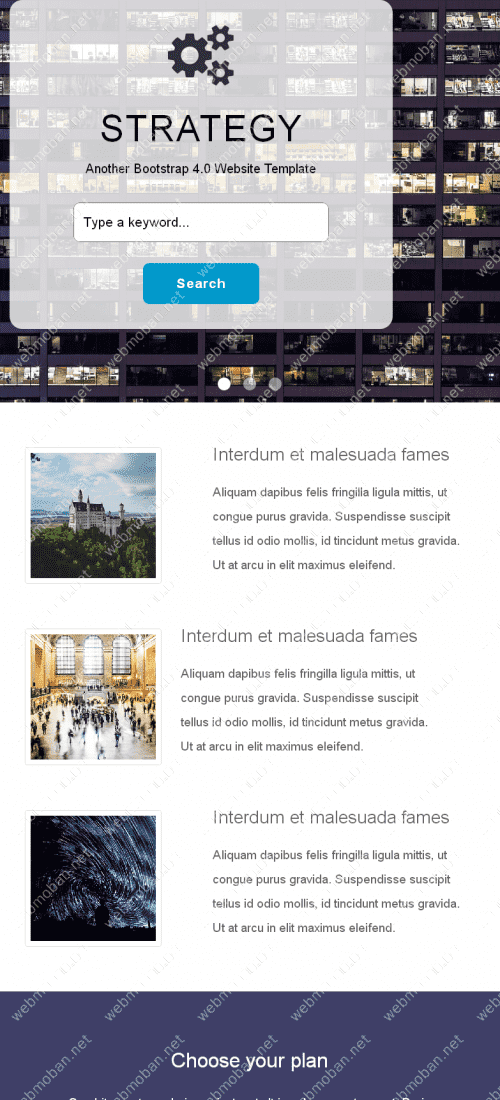 STRATEGY
Another Bootstrap 4.0 Website Template
Type a keyword...
Search
Interdum et malesuada fames
Aliquam dapibus felis fringilla ligula mittis, ut
congue purus gravida. Suspendisse suscipit
tellus id odio mollis, id tincidunt metus gravida.
Ut at arcu in elit maximus eleifend.
Interdum et malesuada fames
Aliquam dapibus felis fringilla ligula mittis, ut
congue purus gravida. Suspendisse suscipit
tellus id odio mollis, id tincidunt metus gravida.
Ut at arcu in elit maximus eleifend.
Interdum et malesuada fames
Aliquam dapibus felis fringilla ligula mittis, ut
congue purus gravida. Suspendisse suscipit
tellus id odio mollis, id tincidunt metus gravida.
Ut at arcu in elit maximus eleifend.
Choose your plan
webmoban.net